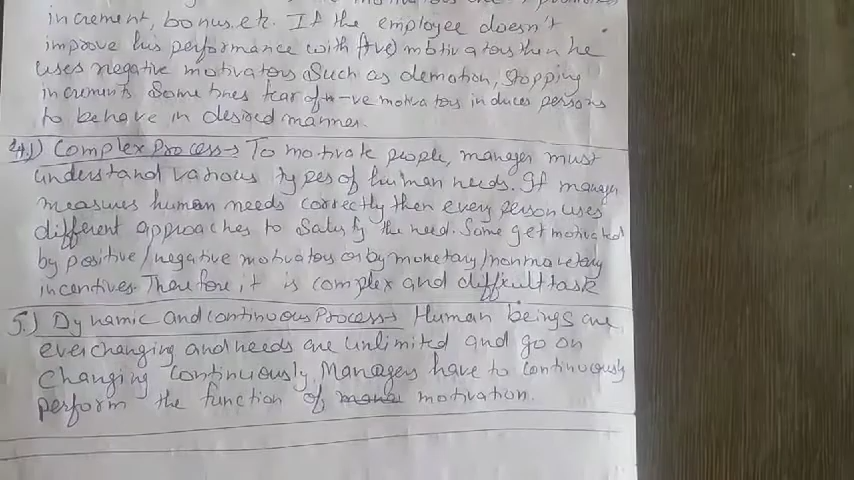 increment, bonus etc. If the employee doesn't
improve his performance with (+ve) motivators then he
uses negative motivators Such as demotion, stopping
increments. Some times fear of -ve motivators induces persons
to behave in desired manner.
4.) Complex Process → To motivate people, manager must
understand various types of human needs. If manager
measures human needs correctly then every person uses
different approaches to Satisfy the need. Some get motivated
by positive/negative motivators or by monetary/nonmonetary
incentives. Therefore, it is complex and difficult task
5.) Dynamic and continuous Process → Human beings are
ever changing and needs are unlimited and go on
changing continuously. Managers have to continuously
perform the function of motivation.